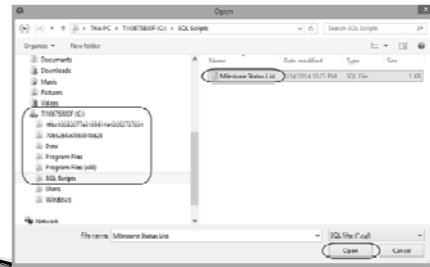 Open
This PC > TI10675800F (C:) > SQL Scripts
Search SQL Scripts
Organize New folder
Documents
Downloads
Music
Pictures
Videos
TI10675800F (C:)
Data
Program Files
Program Files (x86)
SQL Scripts
Users
Windows
Network
Name Date modified Type Size
Milestone Status List SQL File 1 KB
File name: Milestone Status List
SQL Files (*.sql)
Open Cancel